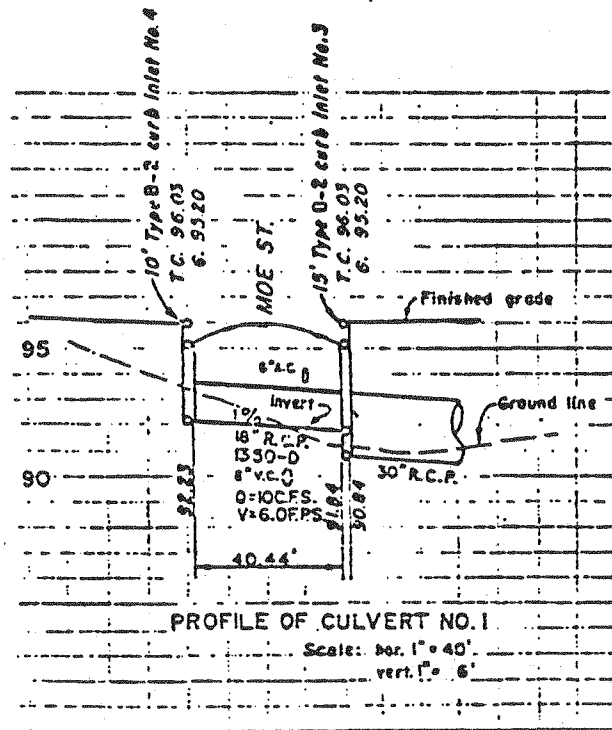 10' Type B-2 curb Inlet No. 4
T.C. 96.03
G. 95.20
MOE ST.
15' Type B-2 curb Inlet No. 3
T.C. 96.03
G. 95.20
Finished grade
95
6" A.C.
Invert
Ground line
1%
18" R.C.P.
1350-D
8" V.C.
Q=10C.F.S.
V=6.0F.P.S.
90
30" R.C.P.
92.23
91.84
90.84
40.44'
PROFILE OF CULVERT NO. 1
Scale: hor. 1" = 40'
vert. 1" = 6'